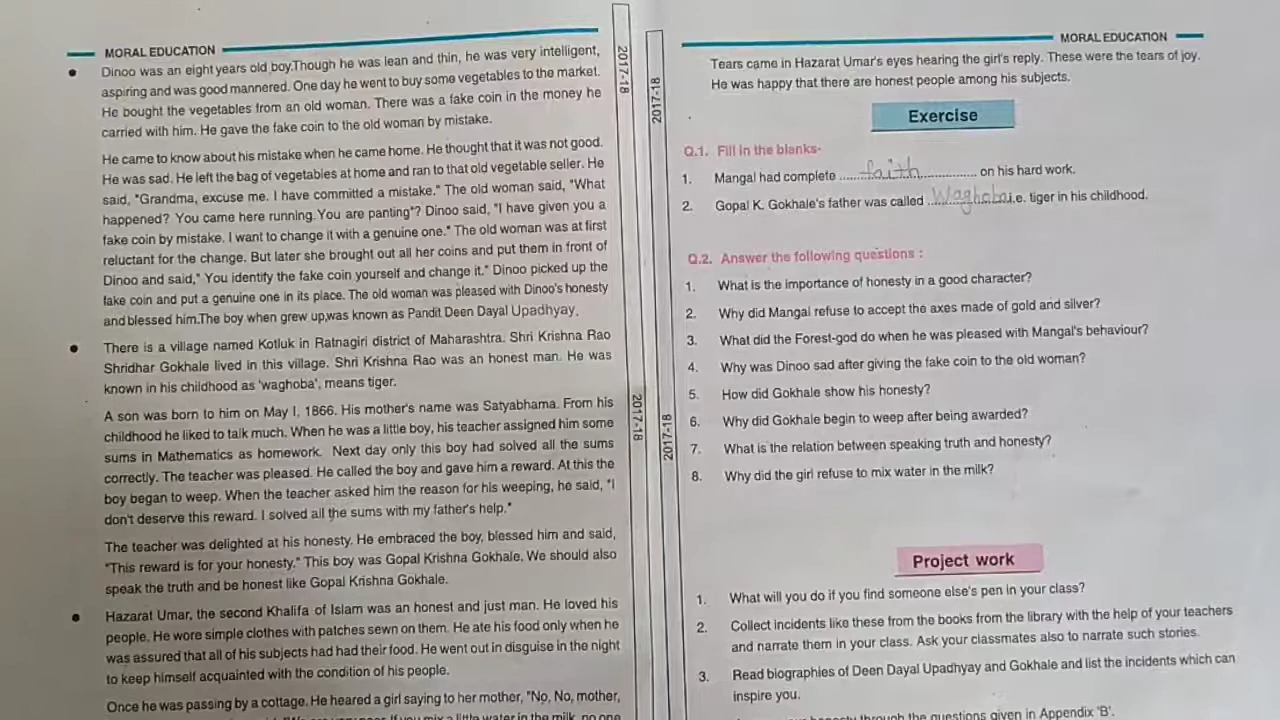 MORAL EDUCATION
Dinoo was an eight years old boy.Though he was lean and thin, he was very intelligent,
aspiring and was good mannered. One day he went to buy some vegetables to the market.
He bought the vegetables from an old woman. There was a fake coin in the money he
carried with him. He gave the fake coin to the old woman by mistake.
He came to know about his mistake when he came home. He thought that it was not good.
He was sad. He left the bag of vegetables at home and ran to that old vegetable seller. He
said, "Grandma, excuse me. I have committed a mistake." The old woman said, "What
happened? You came here running. You are panting"? Dinoo said, "I have given you a
fake coin by mistake. I want to change it with a genuine one." The old woman was at first
reluctant for the change. But later she brought out all her coins and put them in front of
Dinoo and said," You identify the fake coin yourself and change it." Dinoo picked up the
fake coin and put a genuine one in its place. The old woman was pleased with Dinoo's honesty
and blessed him.The boy when grew up,was known as Pandit Deen Dayal Upadhyay.
There is a village named Kotluk in Ratnagiri district of Maharashtra. Shri Krishna Rao
Shridhar Gokhale lived in this village. Shri Krishna Rao was an honest man. He was
known in his childhood as 'waghoba', means tiger.
A son was born to him on May I, 1866. His mother's name was Satyabhama. From his
childhood he liked to talk much. When he was a little boy, his teacher assigned him some
sums in Mathematics as homework. Next day only this boy had solved all the sums
correctly. The teacher was pleased. He called the boy and gave him a reward. At this the
boy began to weep. When the teacher asked him the reason for his weeping, he said, "I
don't deserve this reward. I solved all the sums with my father's help."
The teacher was delighted at his honesty. He embraced the boy, blessed him and said,
"This reward is for your honesty." This boy was Gopal Krishna Gokhale. We should also
speak the truth and be honest like Gopal Krishna Gokhale.
Hazarat Umar, the second Khalifa of Islam was an honest and just man. He loved his
people. He wore simple clothes with patches sewn on them. He ate his food only when he
was assured that all of his subjects had had their food. He went out in disguise in the night
to keep himself acquainted with the condition of his people.
Once he was passing by a cottage. He heared a girl saying to her mother, "No, No, mother,
If you mix a little water in the milk, no one
2017-18
2017-18
2017-18
2017-18
MORAL EDUCATION
Tears came in Hazarat Umar's eyes hearing the girl's reply. These were the tears of joy.
He was happy that there are honest people among his subjects.
Exercise
Q.1. Fill in the blanks-
1. Mangal had complete ......faith............... on his hard work.
2. Gopal K. Gokhale's father was called ..Waghoba..i.e. tiger in his childhood.
Q.2. Answer the following questions :
1. What is the importance of honesty in a good character?
2. Why did Mangal refuse to accept the axes made of gold and silver?
3. What did the Forest-god do when he was pleased with Mangal's behaviour?
4. Why was Dinoo sad after giving the fake coin to the old woman?
5. How did Gokhale show his honesty?
6. Why did Gokhale begin to weep after being awarded?
7. What is the relation between speaking truth and honesty?
8. Why did the girl refuse to mix water in the milk?
Project work
1. What will you do if you find someone else's pen in your class?
2. Collect incidents like these from the books from the library with the help of your teachers
and narrate them in your class. Ask your classmates also to narrate such stories.
3. Read biographies of Deen Dayal Upadhyay and Gokhale and list the incidents which can
inspire you.
honesty through the questions given in Appendix 'B'.